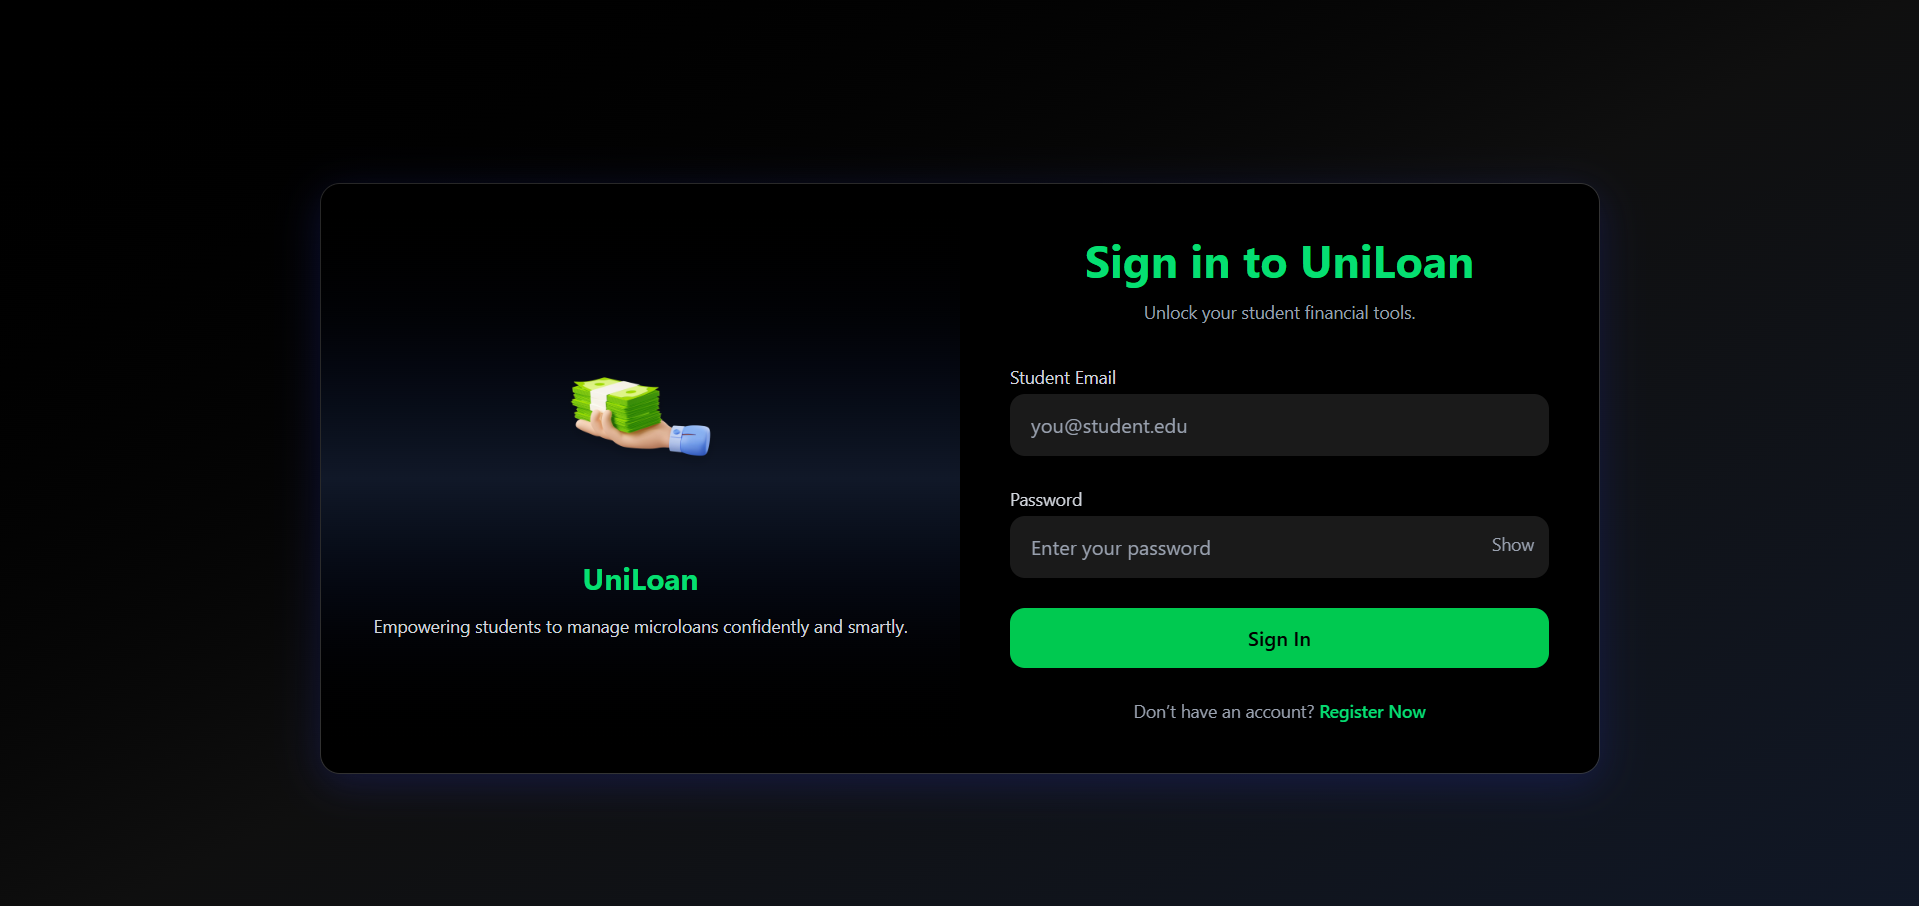 UniLoan
Empowering students to manage microloans confidently and smartly.
Sign in to UniLoan
Unlock your student financial tools.
Student Email
you@student.edu
Password
Enter your password
Show
Sign In
Don’t have an account? Register Now